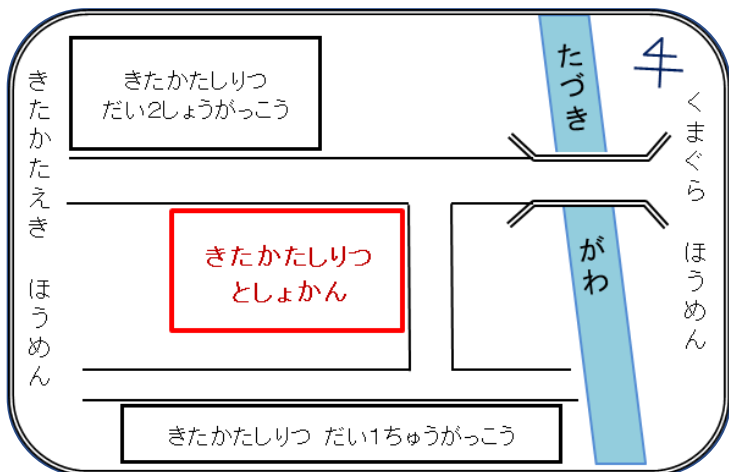 きたかたしりつ
だい2しょうがっこう
たづき
くまぐら ほうめん
きたかたえき ほうめん
きたかたしりつ
としょかん
がわ
きたかたしりつ だい1ちゅうがっこう